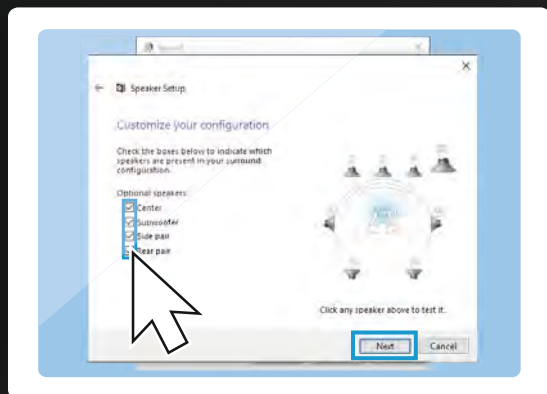 Speaker Setup
Customize your configuration
Check the boxes below to indicate which
speakers are present in your surround
configuration.
Optional speakers:
Center
Subwoofer
Side pair
Rear pair
Click any speaker above to test it.
Next
Cancel